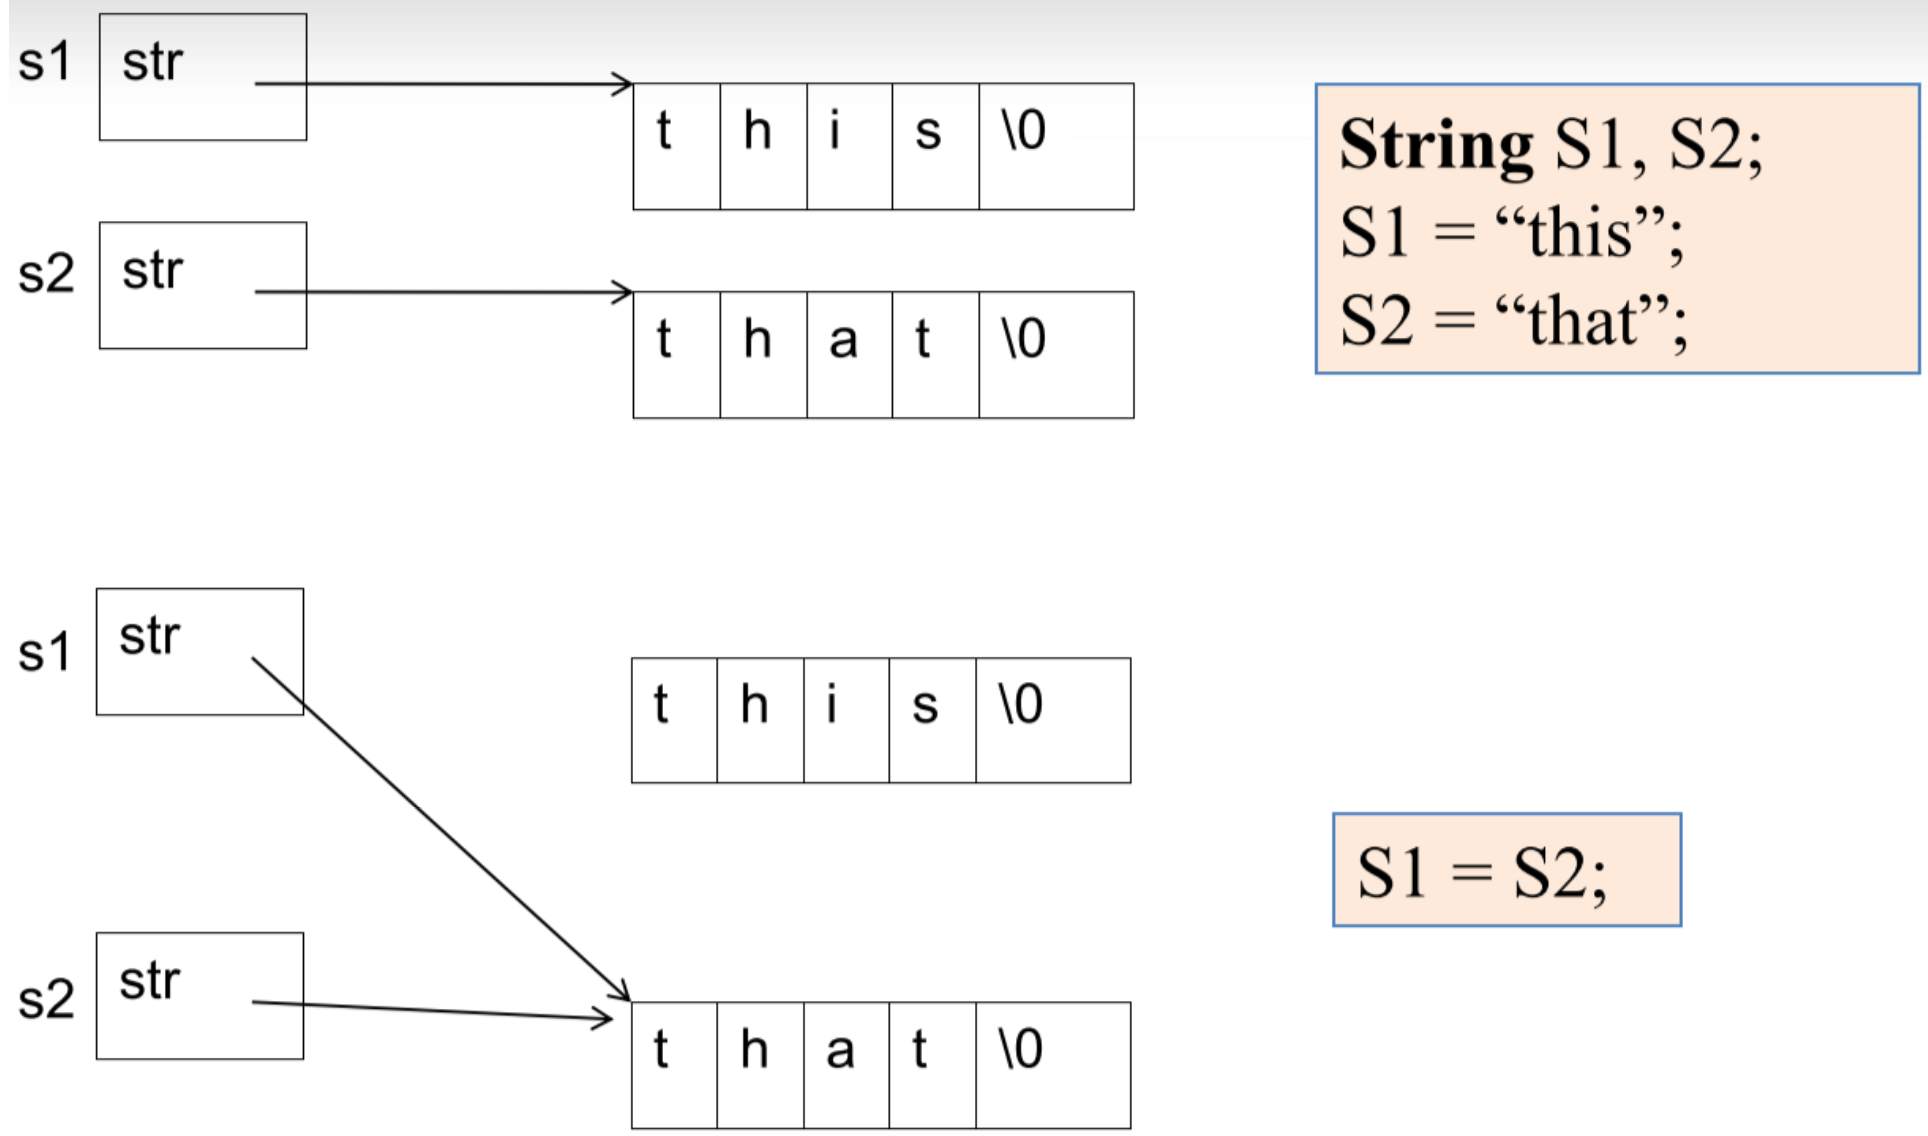 s1 str
t h i s \0
String S1, S2;
S1 = “this”;
S2 = “that”;
s2 str
t h a t \0
s1 str
t h i s \0
S1 = S2;
s2 str
t h a t \0